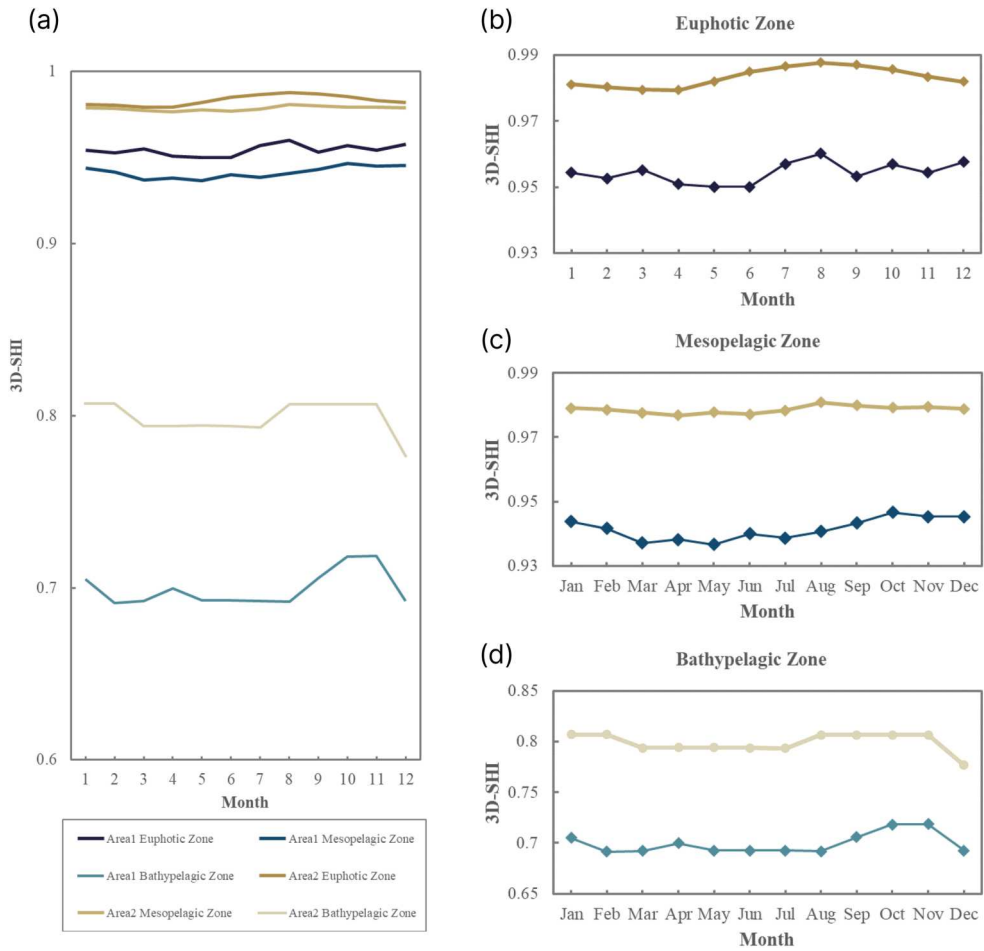 (a)
3D-SHI
1
0.9
0.8
0.7
0.6
1 2 3 4 5 6 7 8 9 10 11 12
Month
Area1 Euphotic Zone
Area1 Mesopelagic Zone
Area1 Bathypelagic Zone
Area2 Euphotic Zone
Area2 Mesopelagic Zone
Area2 Bathypelagic Zone
(b)
Euphotic Zone
3D-SHI
0.99
0.97
0.95
0.93
1 2 3 4 5 6 7 8 9 10 11 12
Month
(c)
Mesopelagic Zone
3D-SHI
0.99
0.97
0.95
0.93
Jan Feb Mar Apr May Jun Jul Aug Sep Oct Nov Dec
Month
(d)
Bathypelagic Zone
3D-SHI
0.85
0.8
0.75
0.7
0.65
Jan Feb Mar Apr May Jun Jul Aug Sep Oct Nov Dec
Month